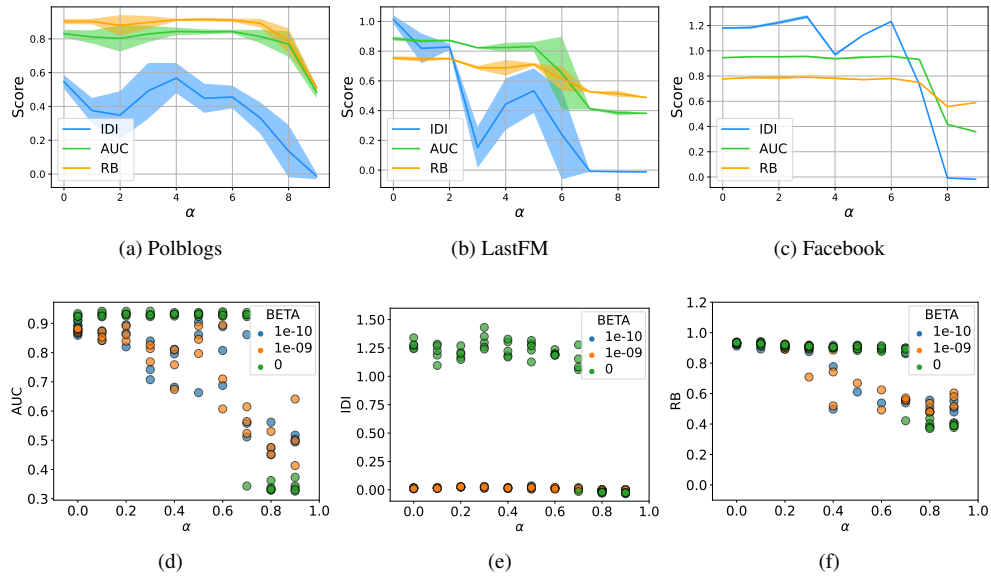 0.8
0.6
0.4
0.2
0.0
Score
IDI
AUC
RB
0 2 4 6 8
α
(a) Polblogs
1.0
0.8
0.6
0.4
0.2
0.0
Score
IDI
AUC
RB
0 2 4 6 8
α
(b) LastFM
1.2
1.0
0.8
0.6
0.4
0.2
0.0
Score
IDI
AUC
RB
0 2 4 6 8
α
(c) Facebook
0.9
0.8
0.7
0.6
0.5
0.4
0.3
AUC
BETA
1e-10
1e-09
0
0.0 0.2 0.4 0.6 0.8 1.0
α
(d)
1.50
1.25
1.00
0.75
0.50
0.25
0.00
IDI
BETA
1e-10
1e-09
0
0.0 0.2 0.4 0.6 0.8 1.0
α
(e)
1.2
1.0
0.8
0.6
0.4
0.2
0.0
RB
BETA
1e-10
1e-09
0
0.0 0.2 0.4 0.6 0.8 1.0
α
(f)